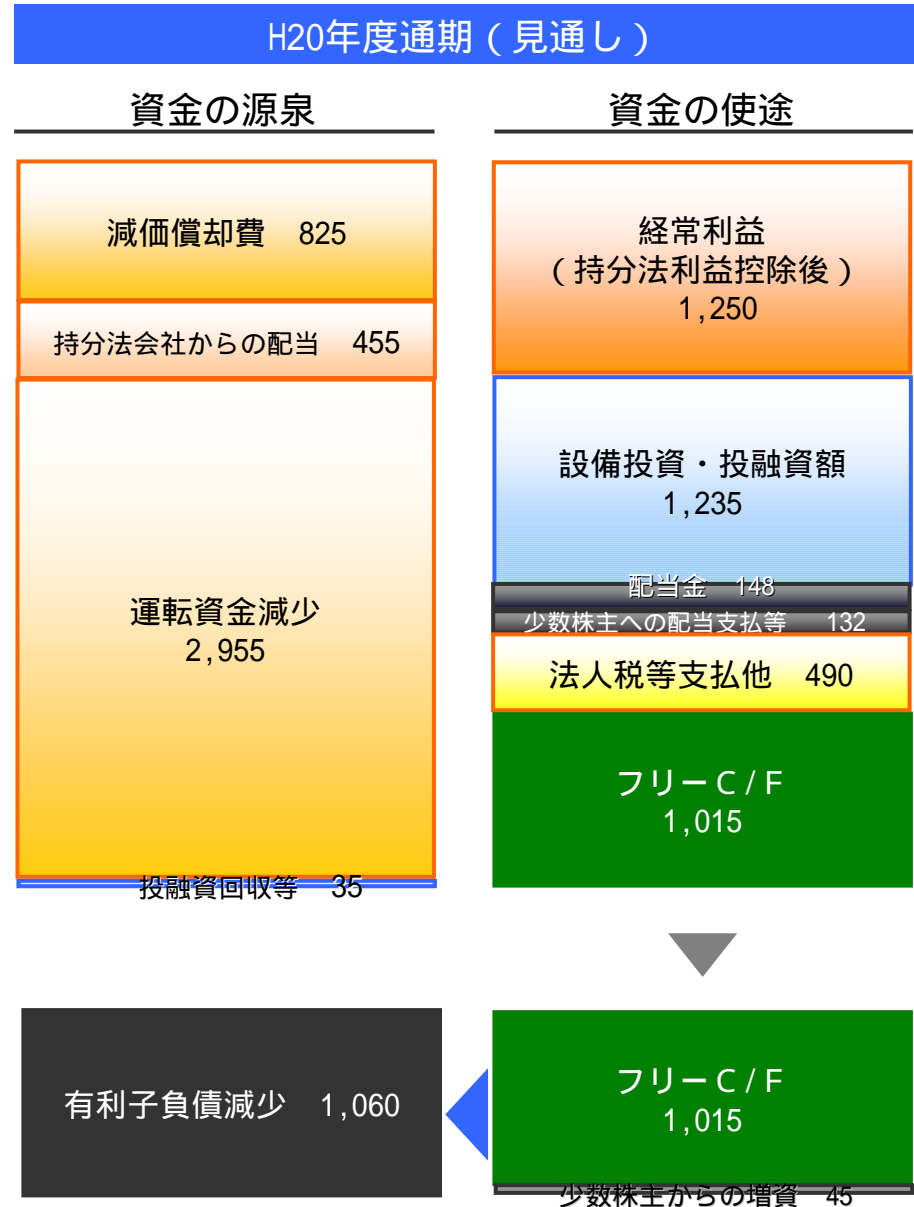 H20年度通期（見通し）
資金の源泉
資金の使途
減価償却費 825
持分法会社からの配当 455
運転資金減少
2,955
投融資回収等 35
経常利益
（持分法利益控除後）
1,250
設備投資・投融資額
1,235
配当金 148
少数株主への配当支払等 132
法人税等支払他 490
フリーC/F
1,015
有利子負債減少 1,060
フリーC/F
1,015
少数株主からの増資 45